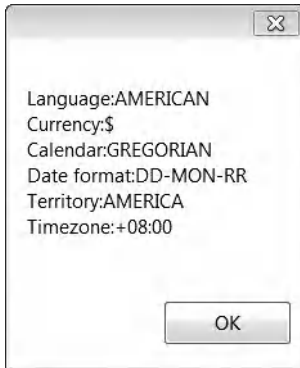 Language:AMERICAN
Currency:$
Calendar:GREGORIAN
Date format:DD-MON-RR
Territory:AMERICA
Timezone:+08:00
OK